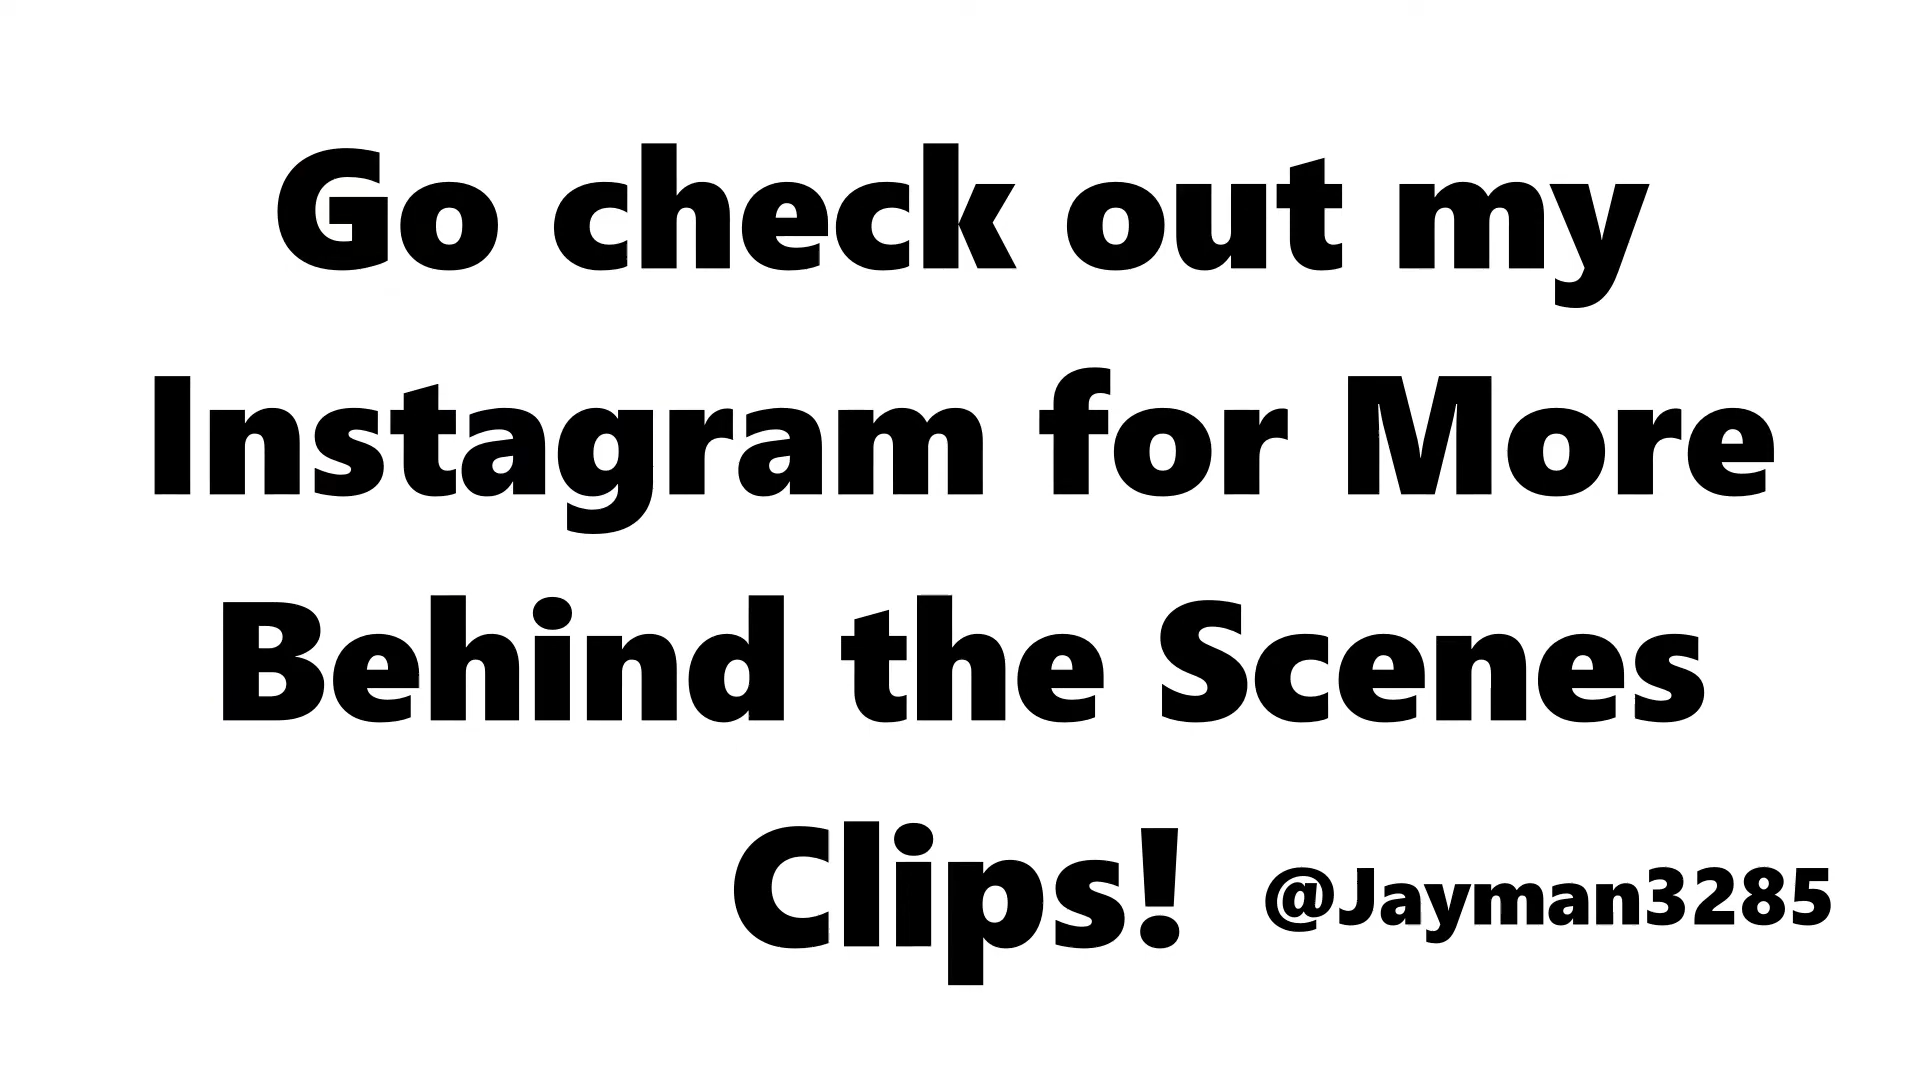 Go check out my
Instagram for More
Behind the Scenes
Clips! @Jayman3285